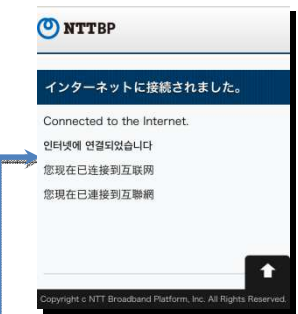 NTTBP
インターネットに接続されました。
Connected to the Internet.
인터넷에 연결되었습니다
您现在已连接到互联网
您現在已連接到互聯網
Copyright c NTT Broadband Platform, Inc. All Rights Reserved.